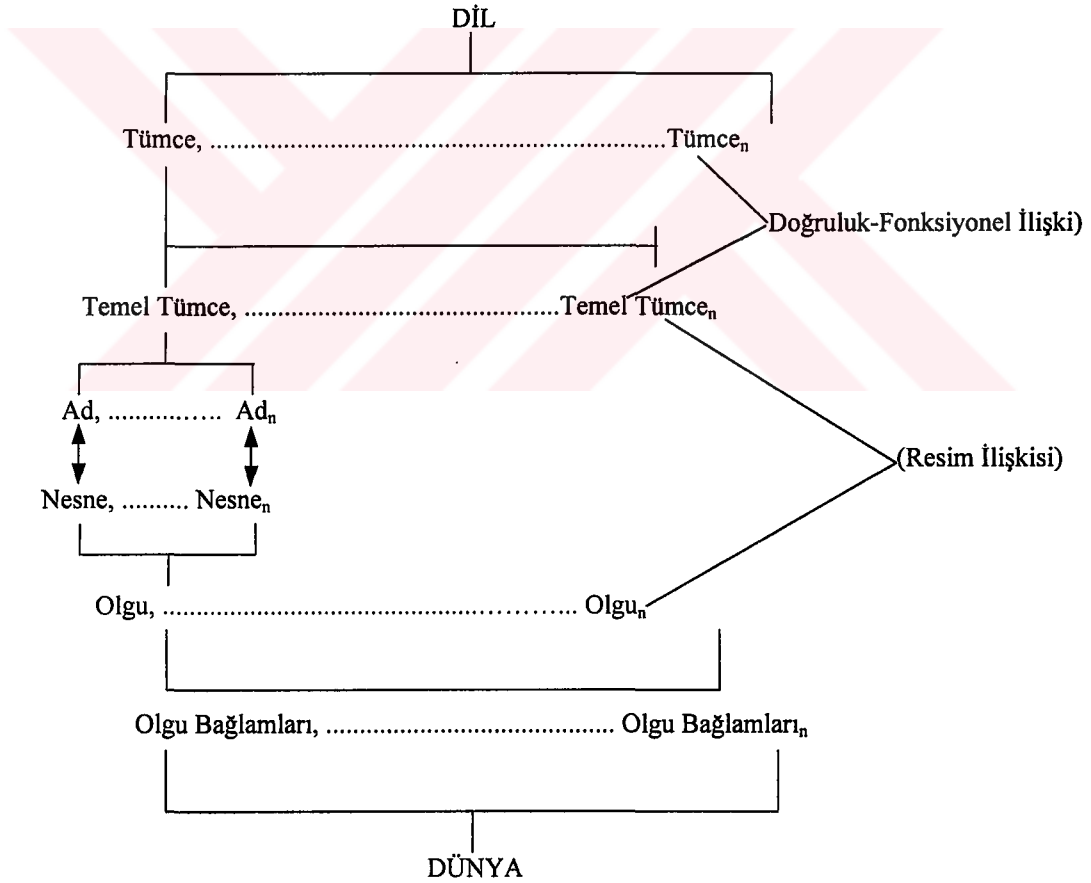 DİL
Tümce, ..................................................................Tümceₙ
Doğruluk-Fonksiyonel İlişki)
Temel Tümce, .............................................Temel Tümceₙ
Ad, .................. Adₙ
(Resim İlişkisi)
Nesne, .......... Nesneₙ
Olgu, ........................................................... Olguₙ
Olgu Bağlamları, ......................................... Olgu Bağlamlarıₙ
DÜNYA